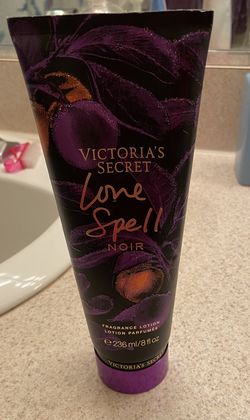 VICTORIA'S
SECRET
Love
Spell
NOIR
FRAGRANCE LOTION
LOTION PARFUMÉE
e 236 ml/8 fl oz
VICTORIA'S SECRET